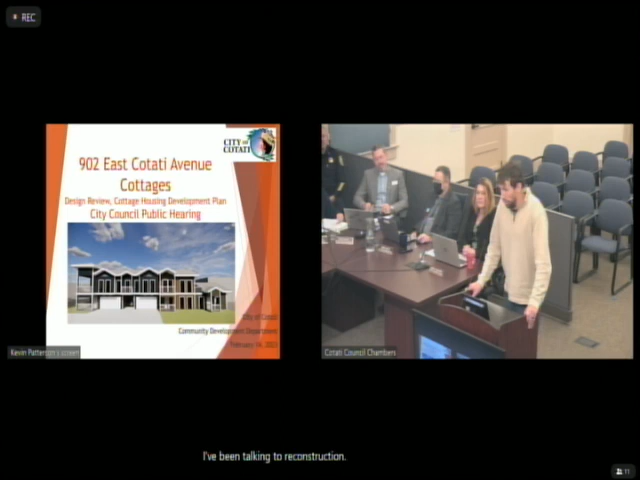 REC
CITY OF
COTATI
902 East Cotati Avenue
Cottages
Design Review, Cottage Housing Development Plan
City Council Public Hearing
City of Cotati
Community Development Department
February 14, 2023
Kevin Patterson's screen
Cotati Council Chambers
I've been talking to reconstruction.
11